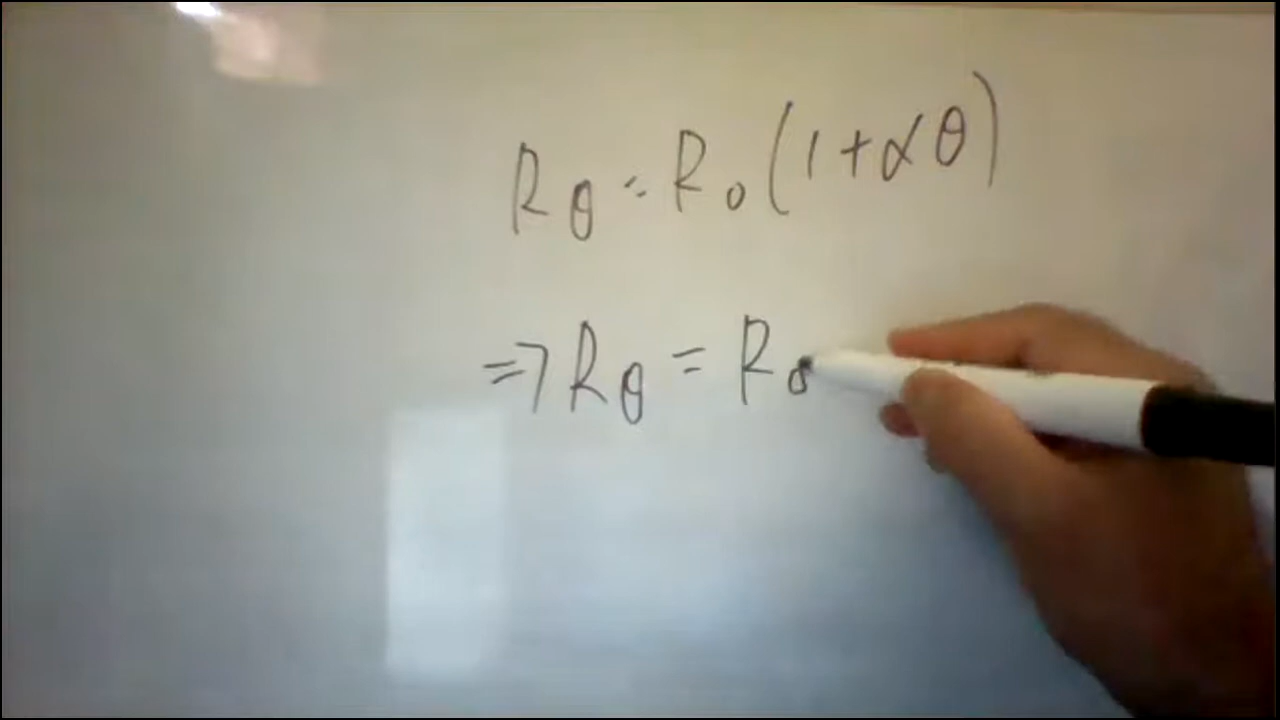 Rθ = R₀(1+αθ)
⇒ Rθ = R₀